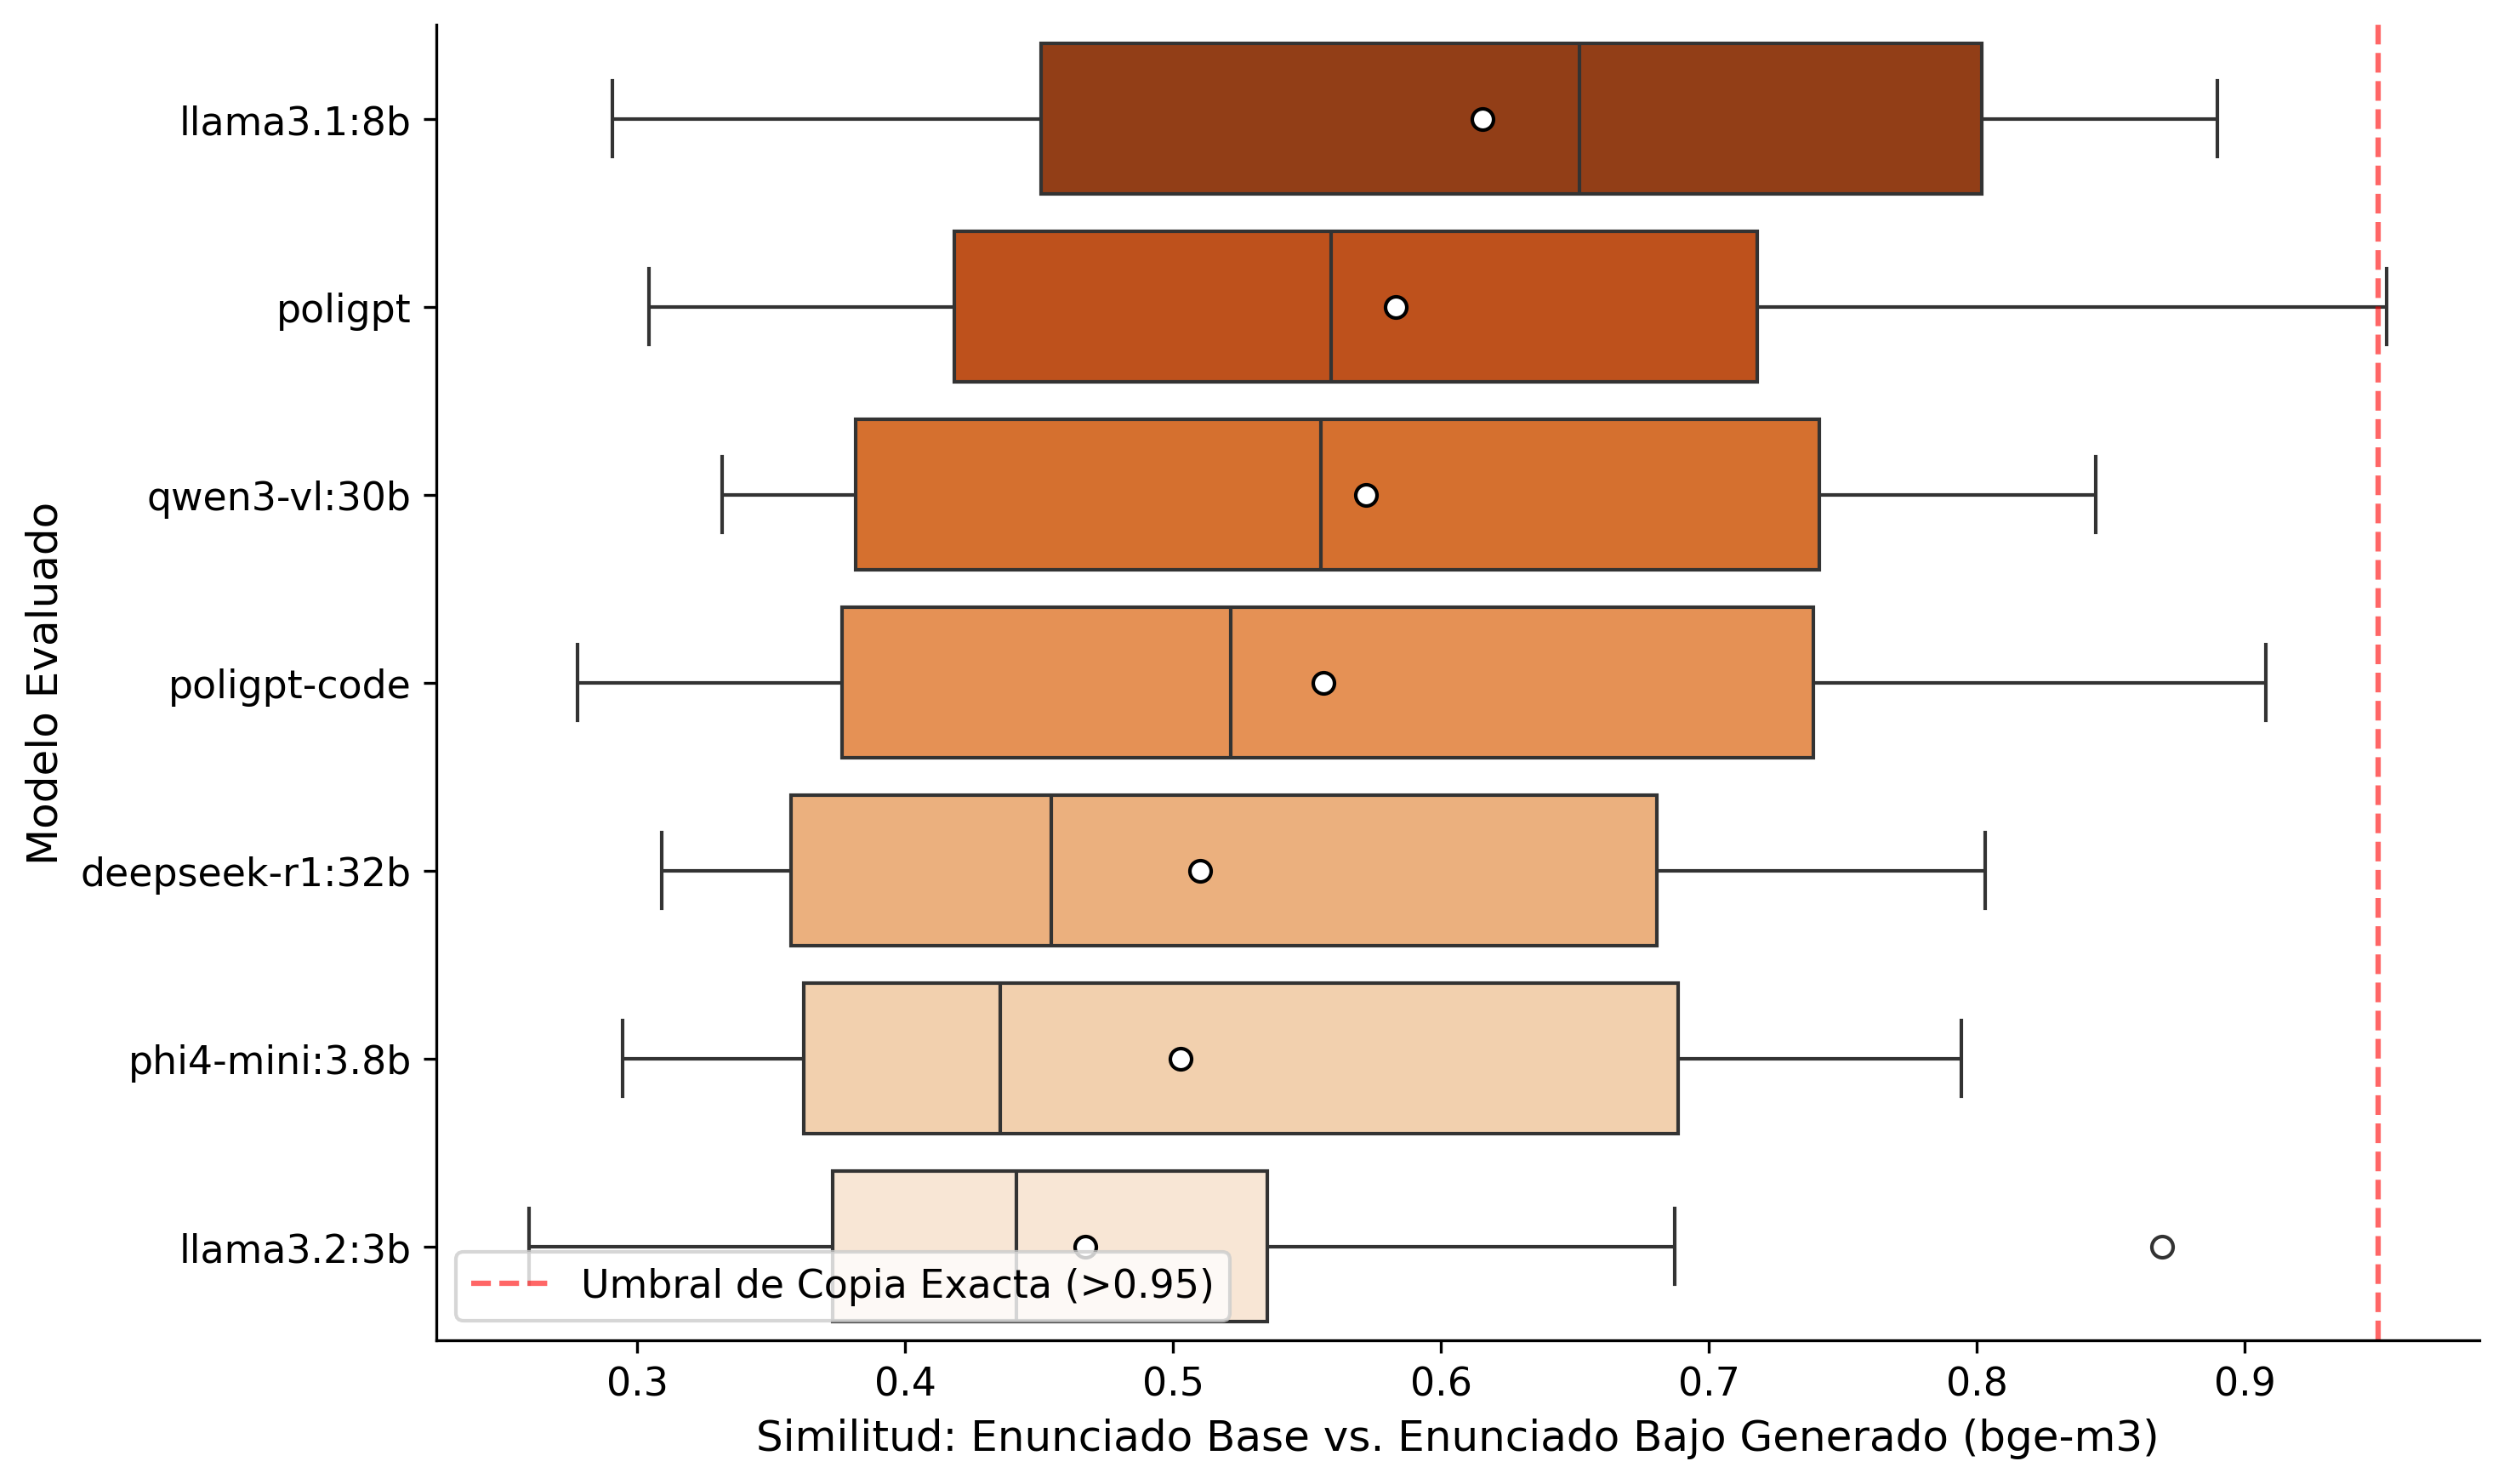 Modelo Evaluado
llama3.1:8b
poligpt
qwen3-vl:30b
poligpt-code
deepseek-r1:32b
phi4-mini:3.8b
llama3.2:3b
Umbral de Copia Exacta (>0.95)
0.3 0.4 0.5 0.6 0.7 0.8 0.9
Similitud: Enunciado Base vs. Enunciado Bajo Generado (bge-m3)